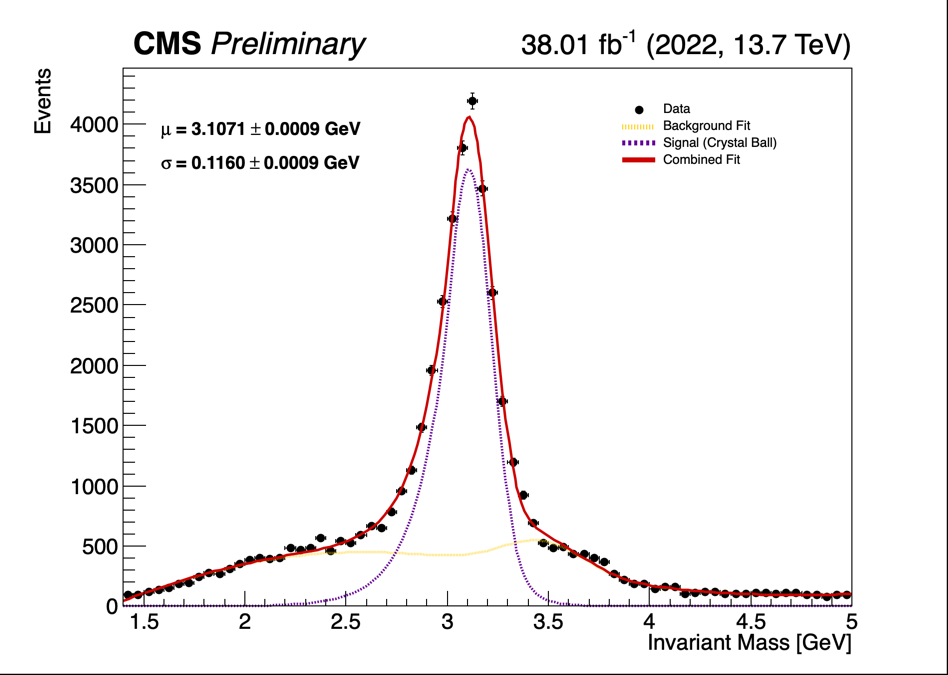 CMS Preliminary 38.01 fb⁻¹ (2022, 13.7 TeV)
Events
μ = 3.1071 ± 0.0009 GeV
σ = 0.1160 ± 0.0009 GeV
Data
Background Fit
Signal (Crystal Ball)
Combined Fit
4000
3500
3000
2500
2000
1500
1000
500
0
1.5 2 2.5 3 3.5 4 4.5 5
Invariant Mass [GeV]